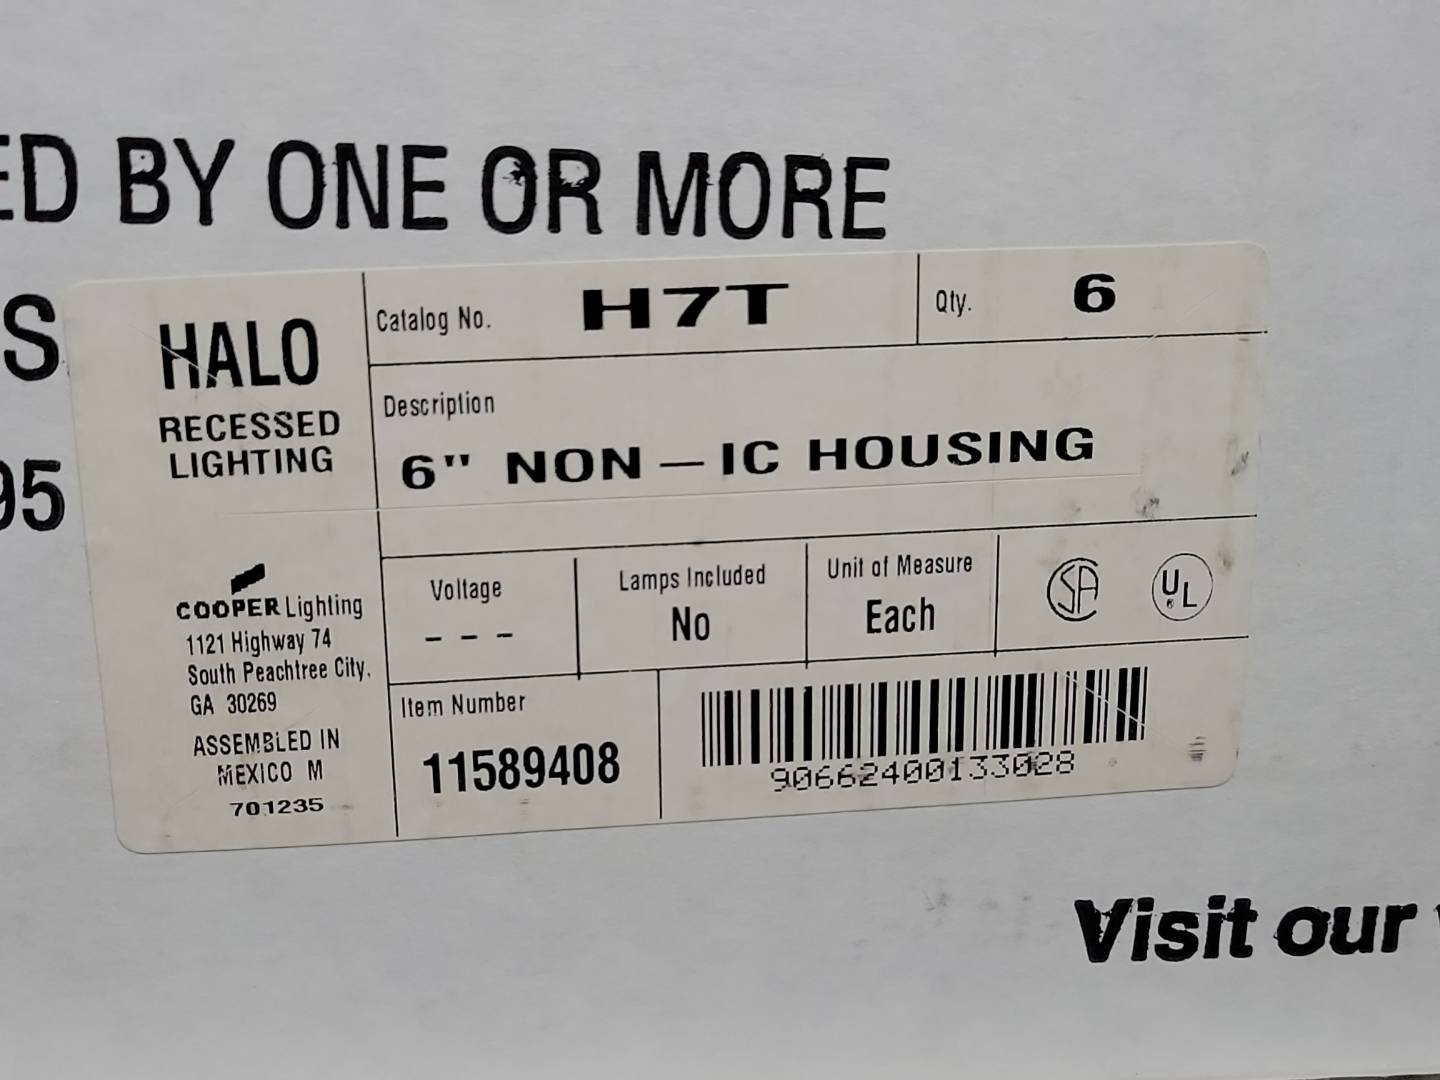 ED BY ONE OR MORE
S
95
HALO
RECESSED
LIGHTING
COOPER Lighting
1121 Highway 74
South Peachtree City.
GA 30269
ASSEMBLED IN
MEXICO M
701235
Catalog No. H7T
Qty. 6
Description
6" NON-IC HOUSING
Voltage
---
Lamps Included
No
Unit of Measure
Each
SA
UL
Item Number
11589408
90662400133028
Visit our